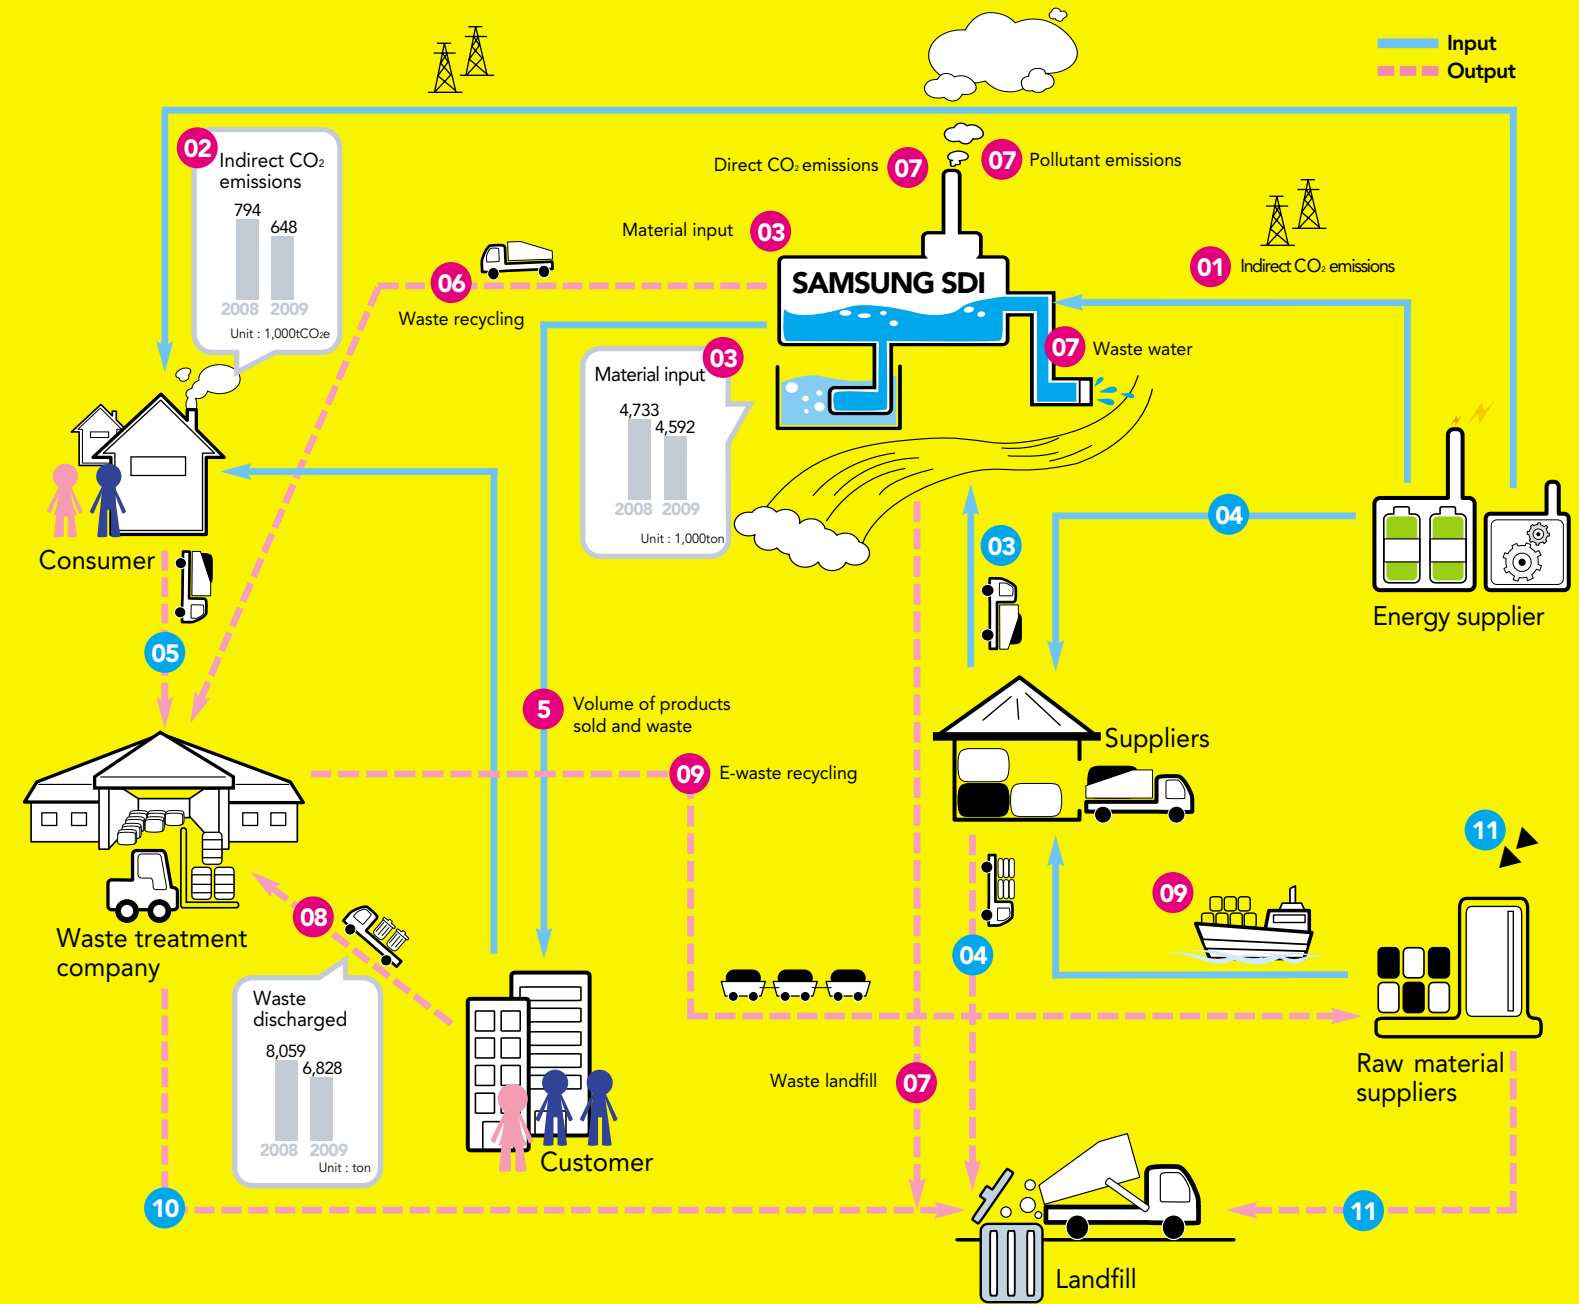 Input
Output
02
Indirect CO₂
emissions
794
648
2008
2009
Unit : 1,000tCO₂e
Direct CO₂ emissions
07
07
Pollutant emissions
Material input
03
01
Indirect CO₂ emissions
06
Waste recycling
SAMSUNG SDI
03
Material input
4,733
4,592
2008
2009
Unit : 1,000ton
07
Waste water
04
03
Consumer
05
Energy supplier
5
Volume of products
sold and waste
Suppliers
09
E-waste recycling
11
09
08
Waste treatment
company
04
Waste
discharged
8,059
6,828
2008
2009
Unit : ton
Waste landfill
07
Raw material
suppliers
Customer
10
11
Landfill